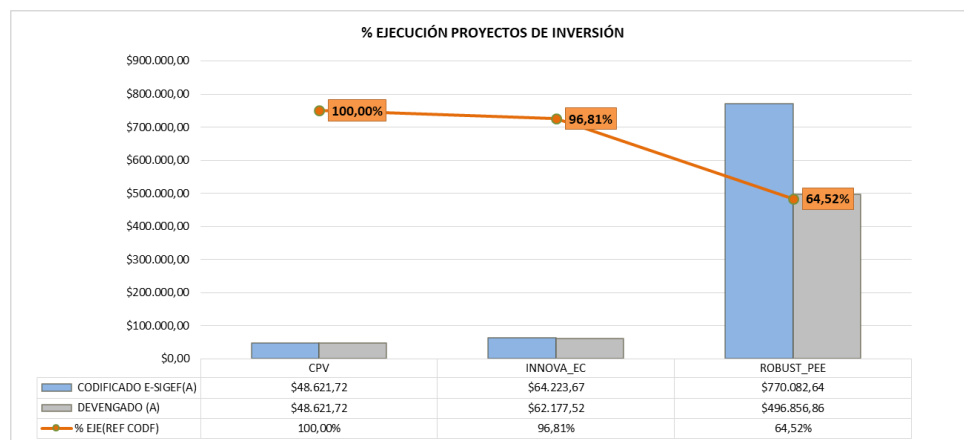 % EJECUCIÓN PROYECTOS DE INVERSIÓN
$900.000,00
$800.000,00
$700.000,00
$600.000,00
$500.000,00
$400.000,00
$300.000,00
$200.000,00
$100.000,00
$0,00
100,00%
96,81%
64,52%
CPV INNOVA_EC ROBUST_PEE
CODIFICADO E-SIGEF(A) $48.621,72 $64.223,67 $770.082,64
DEVENGADO (A) $48.621,72 $62.177,52 $496.856,86
% EJE(REF CODF) 100,00% 96,81% 64,52%